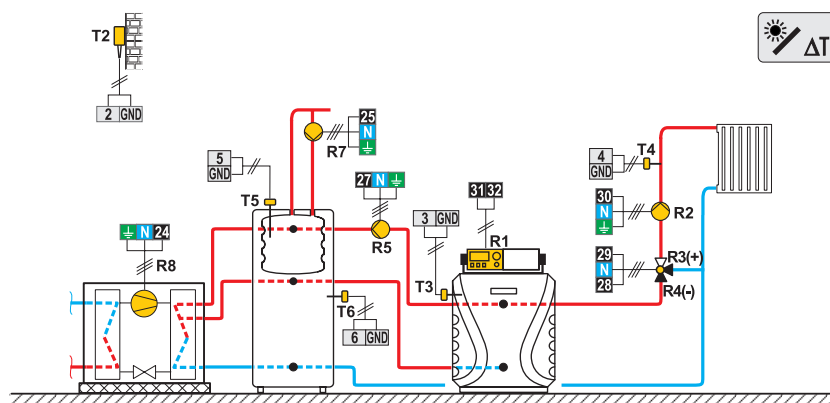 T2
2 GND
ΔT
25
N
R7
5
GND
T5
27 N
R5
4
GND
T4
30
N
R2
31 32
3 GND
R1
N 24
R8
T3
29
N
28
R3(+)
R4(-)
T6
6 GND